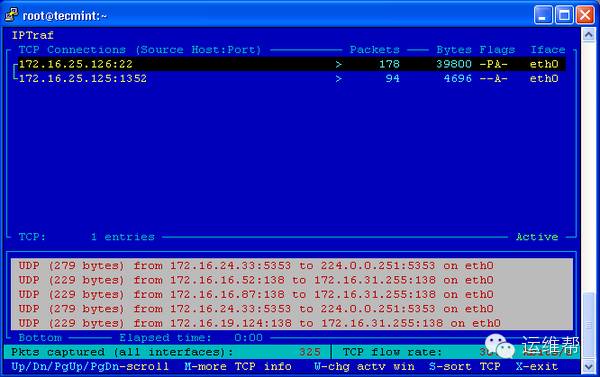 root@tecmint:~
IPTraf
TCP Connections (Source Host:Port) Packets Bytes Flags Iface
172.16.25.126:22 > 178 39800 -PA- eth0
172.16.25.125:1352 > 94 4696 --A- eth0
TCP: 1 entries Active
UDP (279 bytes) from 172.16.24.33:5353 to 224.0.0.251:5353 on eth0
UDP (229 bytes) from 172.16.16.52:138 to 172.16.31.255:138 on eth0
UDP (229 bytes) from 172.16.16.87:138 to 172.16.31.255:138 on eth0
UDP (279 bytes) from 172.16.24.33:5353 to 224.0.0.251:5353 on eth0
UDP (229 bytes) from 172.16.19.124:138 to 172.16.31.255:138 on eth0
Bottom Elapsed time: 0:00
Pkts captured (all interfaces): 325 TCP flow rate:
Up/Dn/PgUp/PgDn-scroll M-more TCP info W-chg actv win S-sort TCP X-exit
运维帮